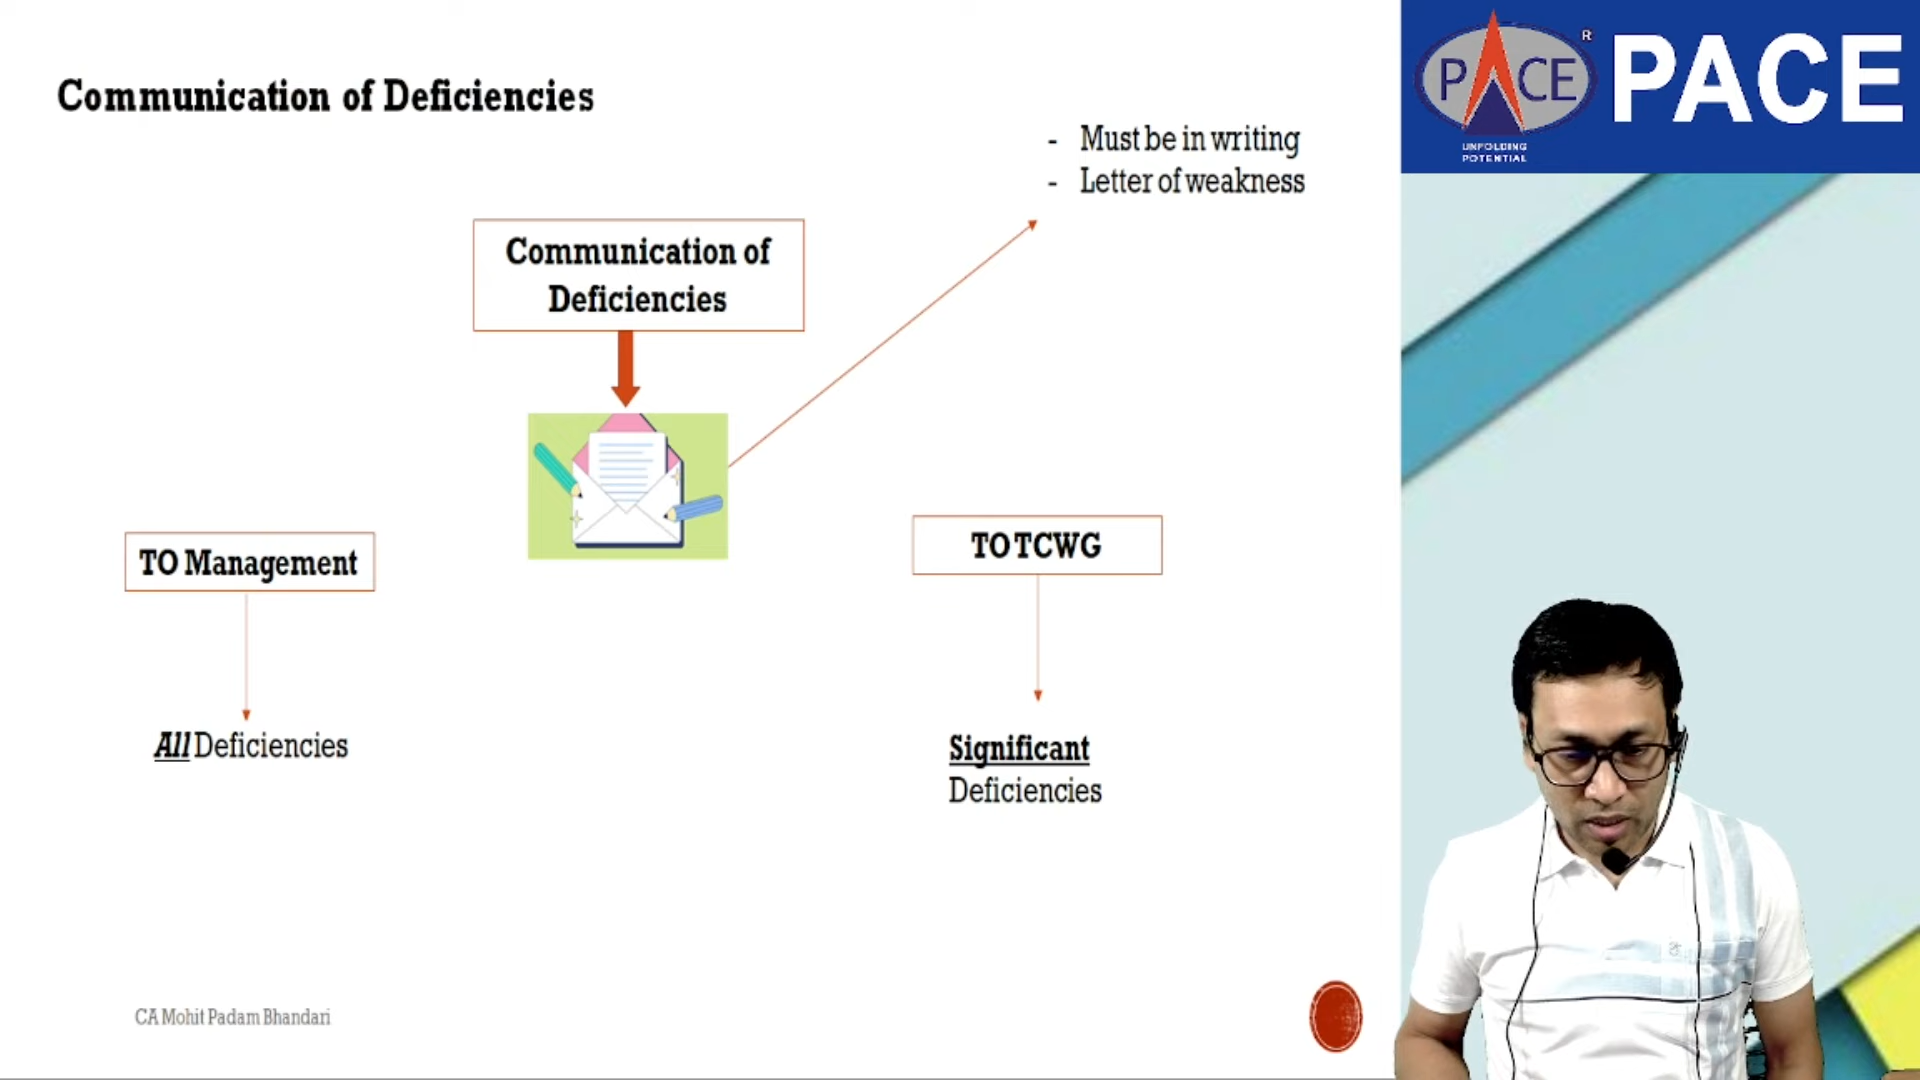 Communication of Deficiencies
- Must be in writing
- Letter of weakness
Communication of
Deficiencies
TO Management
TO TCWG
All Deficiencies
Significant
Deficiencies
CA Mohit Padam Bhandari
PACE
R
UNFOLDING
POTENTIAL
PACE